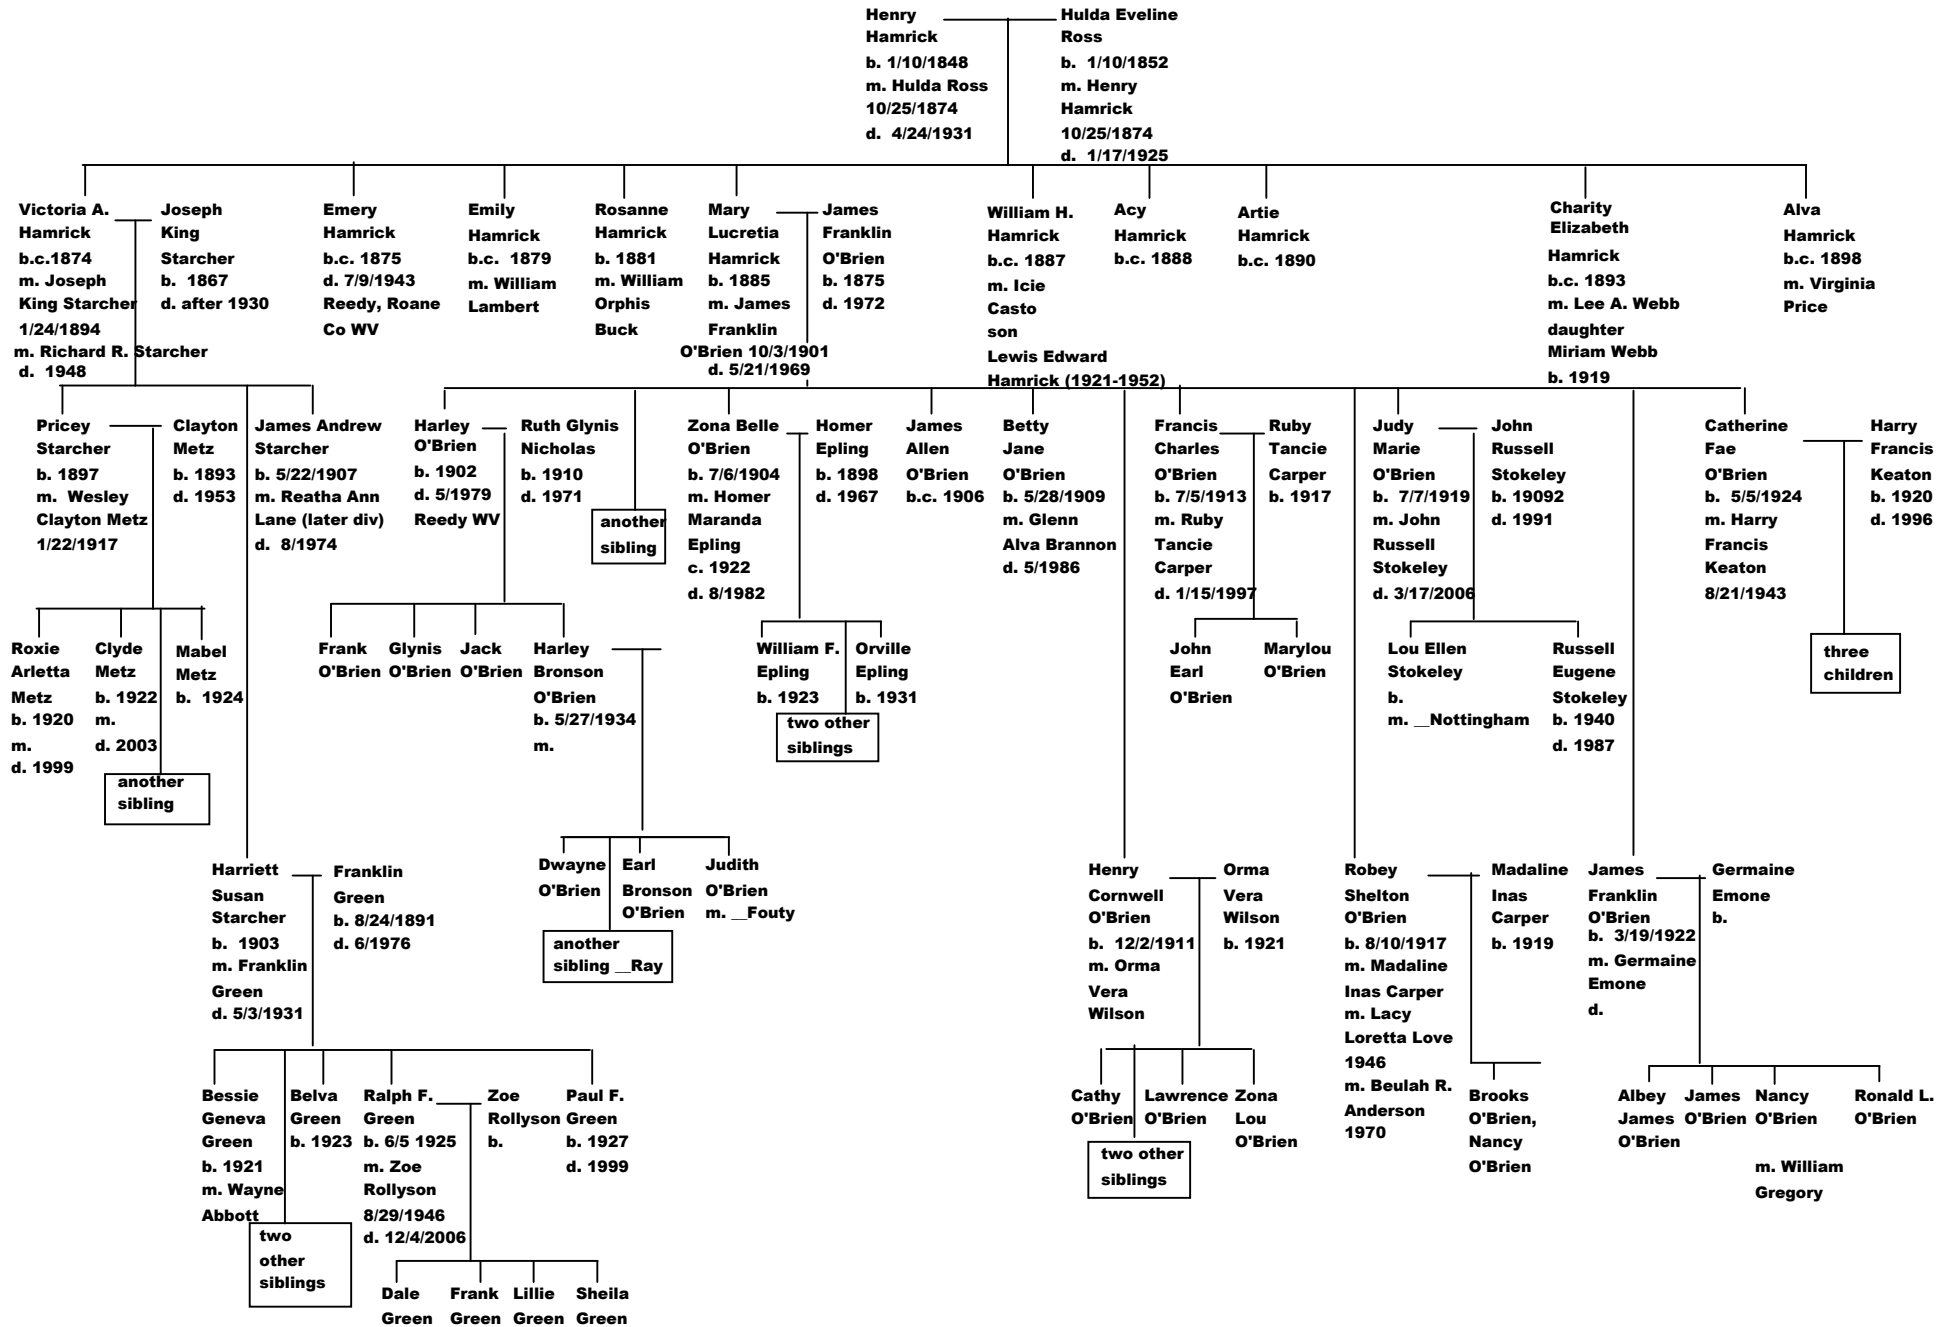 Henry
Hamrick
b. 1/10/1848
m. Hulda Ross
10/25/1874
d. 4/24/1931
Hulda Eveline
Ross
b. 1/10/1852
m. Henry
Hamrick
10/25/1874
d. 1/17/1925
Victoria A.
Hamrick
b.c.1874
m. Joseph
King Starcher
1/24/1894
m. Richard R. Starcher
d. 1948
Joseph
King
Starcher
b. 1867
d. after 1930
Emery
Hamrick
b.c. 1875
d. 7/9/1943
Reedy, Roane
Co WV
Emily
Hamrick
b.c. 1879
m. William
Lambert
Rosanne
Hamrick
b. 1881
m. William
Orphis
Buck
Mary
Lucretia
Hamrick
b. 1885
m. James
Franklin
O'Brien 10/3/1901
d. 5/21/1969
James
Franklin
O'Brien
b. 1875
d. 1972
William H.
Hamrick
b.c. 1887
m. Icie
Casto
son
Lewis Edward
Hamrick (1921-1952)
Acy
Hamrick
b.c. 1888
Artie
Hamrick
b.c. 1890
Charity
Elizabeth
Hamrick
b.c. 1893
m. Lee A. Webb
daughter
Miriam Webb
b. 1919
Alva
Hamrick
b.c. 1898
m. Virginia
Price
Pricey
Starcher
b. 1897
m. Wesley
Clayton Metz
1/22/1917
Clayton
Metz
b. 1893
d. 1953
James Andrew
Starcher
b. 5/22/1907
m. Reatha Ann
Lane (later div)
d. 8/1974
Harley
O'Brien
b. 1902
d. 5/1979
Reedy WV
Ruth Glynis
Nicholas
b. 1910
d. 1971
another
sibling
Zona Belle
O'Brien
b. 7/6/1904
m. Homer
Maranda
Epling
c. 1922
d. 8/1982
Homer
Epling
b. 1898
d. 1967
James
Allen
O'Brien
b.c. 1906
Betty
Jane
O'Brien
b. 5/28/1909
m. Glenn
Alva Brannon
d. 5/1986
Francis
Charles
O'Brien
b. 7/5/1913
m. Ruby
Tancie
Carper
d. 1/15/1997
Ruby
Tancie
Carper
b. 1917
Judy
Marie
O'Brien
b. 7/7/1919
m. John
Russell
Stokeley
d. 3/17/2006
John
Russell
Stokeley
b. 19092
d. 1991
Catherine
Fae
O'Brien
b. 5/5/1924
m. Harry
Francis
Keaton
8/21/1943
Harry
Francis
Keaton
b. 1920
d. 1996
Roxie
Arletta
Metz
b. 1920
m.
d. 1999
Clyde
Metz
b. 1922
m.
d. 2003
Mabel
Metz
b. 1924
another
sibling
Frank
O'Brien
Glynis
O'Brien
Jack
O'Brien
Harley
Bronson
O'Brien
b. 5/27/1934
m.
William F.
Epling
b. 1923
Orville
Epling
b. 1931
two other
siblings
John
Earl
O'Brien
Marylou
O'Brien
Lou Ellen
Stokeley
b.
m. __Nottingham
Russell
Eugene
Stokeley
b. 1940
d. 1987
three
children
Harriett
Susan
Starcher
b. 1903
m. Franklin
Green
d. 5/3/1931
Franklin
Green
b. 8/24/1891
d. 6/1976
Dwayne
O'Brien
Earl
Bronson
O'Brien
Judith
O'Brien
m. __Fouty
another
sibling __Ray
Henry
Cornwell
O'Brien
b. 12/2/1911
m. Orma
Vera
Wilson
Orma
Vera
Wilson
b. 1921
Robey
Shelton
O'Brien
b. 8/10/1917
m. Madaline
Inas Carper
m. Lacy
Loretta Love
1946
m. Beulah R.
Anderson
1970
Madaline
Inas
Carper
b. 1919
James
Franklin
O'Brien
b. 3/19/1922
m. Germaine
Emone
d.
Germaine
Emone
b.
Bessie
Geneva
Green
b. 1921
m. Wayne
Abbott
two
other
siblings
Belva
Green
b. 1923
Ralph F.
Green
b. 6/5 1925
m. Zoe
Rollyson
8/29/1946
d. 12/4/2006
Zoe
Rollyson
b.
Paul F.
Green
b. 1927
d. 1999
Cathy
O'Brien
Lawrence
O'Brien
Zona
Lou
O'Brien
two other
siblings
Brooks
O'Brien,
Nancy
O'Brien
Albey
James
O'Brien
James
O'Brien
Nancy
O'Brien
m. William
Gregory
Ronald L.
O'Brien
Dale
Green
Frank
Green
Lillie
Green
Sheila
Green